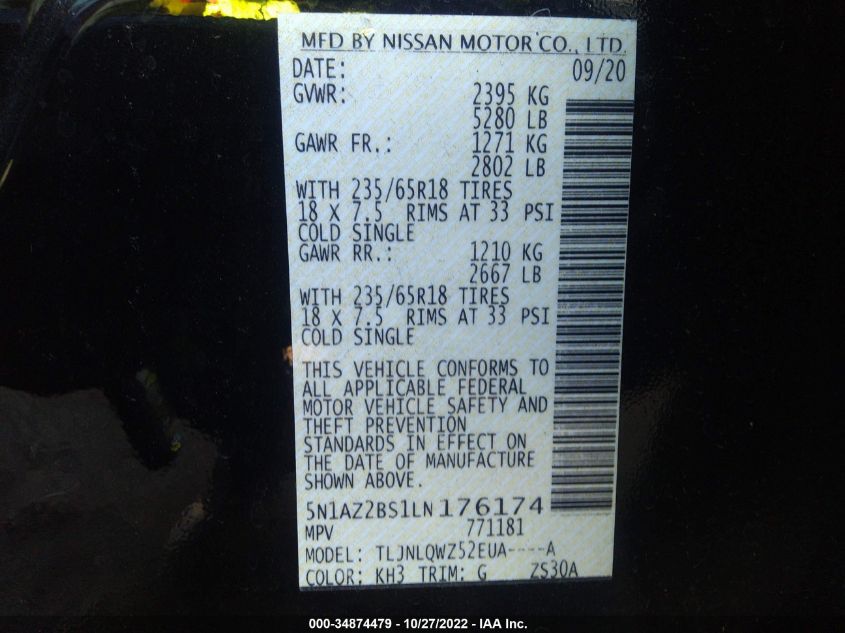 MFD BY NISSAN MOTOR CO., LTD.
DATE: 09/20
GVWR: 2395 KG
5280 LB
GAWR FR.: 1271 KG
2802 LB
WITH 235/65R18 TIRES
18 X 7.5 RIMS AT 33 PSI
COLD SINGLE
GAWR RR.: 1210 KG
2667 LB
WITH 235/65R18 TIRES
18 X 7.5 RIMS AT 33 PSI
COLD SINGLE
THIS VEHICLE CONFORMS TO
ALL APPLICABLE FEDERAL
MOTOR VEHICLE SAFETY AND
THEFT PREVENTION
STANDARDS IN EFFECT ON
THE DATE OF MANUFACTURE
SHOWN ABOVE.
5N1AZ2BS1LN176174
MPV 771181
MODEL: TLJNLQWZ52EUA----A
COLOR: KH3 TRIM: G ZS30A
000-34874479 - 10/27/2022 - IAA Inc.